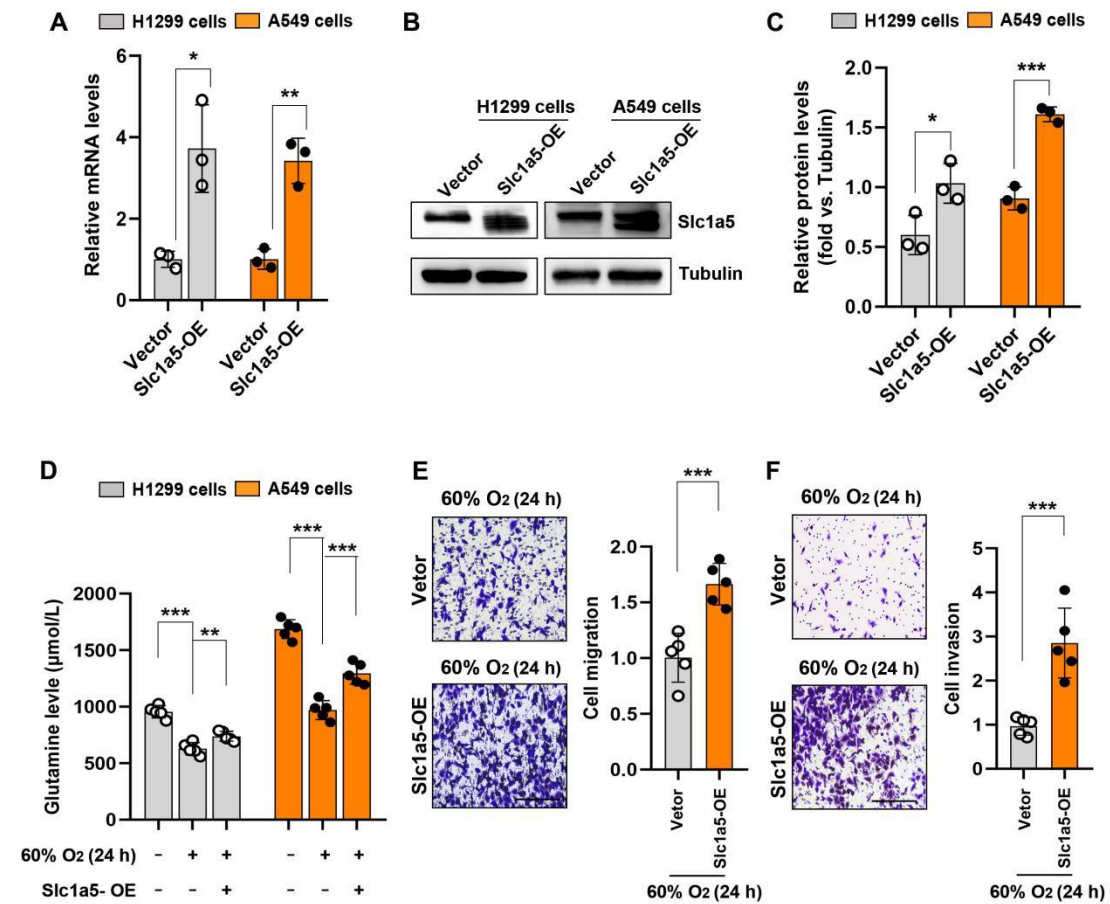 A
H1299 cells A549 cells
Relative mRNA levels
6
4
2
0
*
**
Vector
Slc1a5-OE
Vector
Slc1a5-OE
B
H1299 cells A549 cells
Vector
Slc1a5-OE
Vector
Slc1a5-OE
Slc1a5
Tubulin
C
H1299 cells A549 cells
Relative protein levels
(fold vs. Tubulin)
2.0
1.5
1.0
0.5
0.0
*
***
Vector
Slc1a5-OE
Vector
Slc1a5-OE
D
H1299 cells A549 cells
Glutamine levle (μmol/L)
2000
1500
1000
500
0
***
**
***
***
60% O2 (24 h) – + + – + +
Slc1a5- OE – – + – – +
E
60% O2 (24 h)
Vetor
60% O2 (24 h)
Slc1a5-OE
Cell migration
2.0
1.5
1.0
0.5
0.0
***
Vetor
Slc1a5-OE
60% O2 (24 h)
F
60% O2 (24 h)
Vetor
60% O2 (24 h)
Slc1a5-OE
Cell invasion
5
4
3
2
1
0
***
Vetor
Slc1a5-OE
60% O2 (24 h)